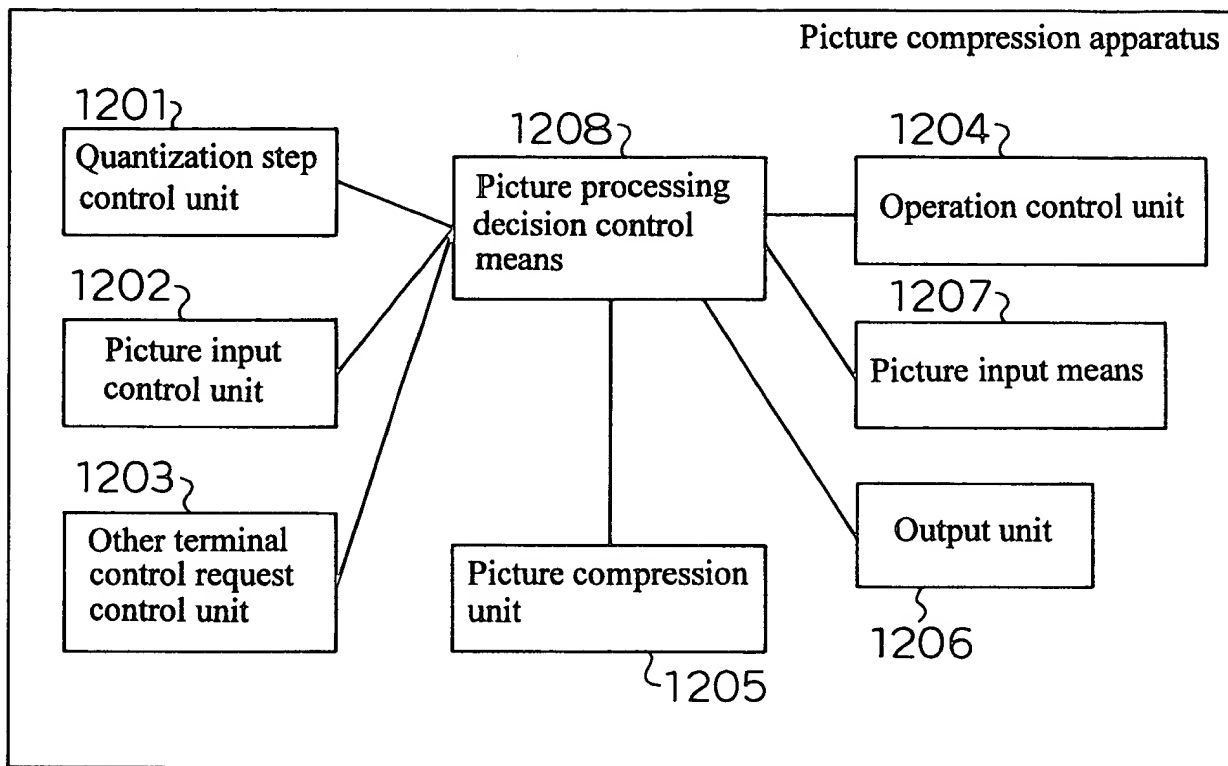 Picture compression apparatus
1201
Quantization step
control unit
1208
Picture processing
decision control
means
1204
Operation control unit
1202
Picture input
control unit
1207
Picture input means
1203
Other terminal
control request
control unit
Picture compression
unit
1205
Output unit
1206